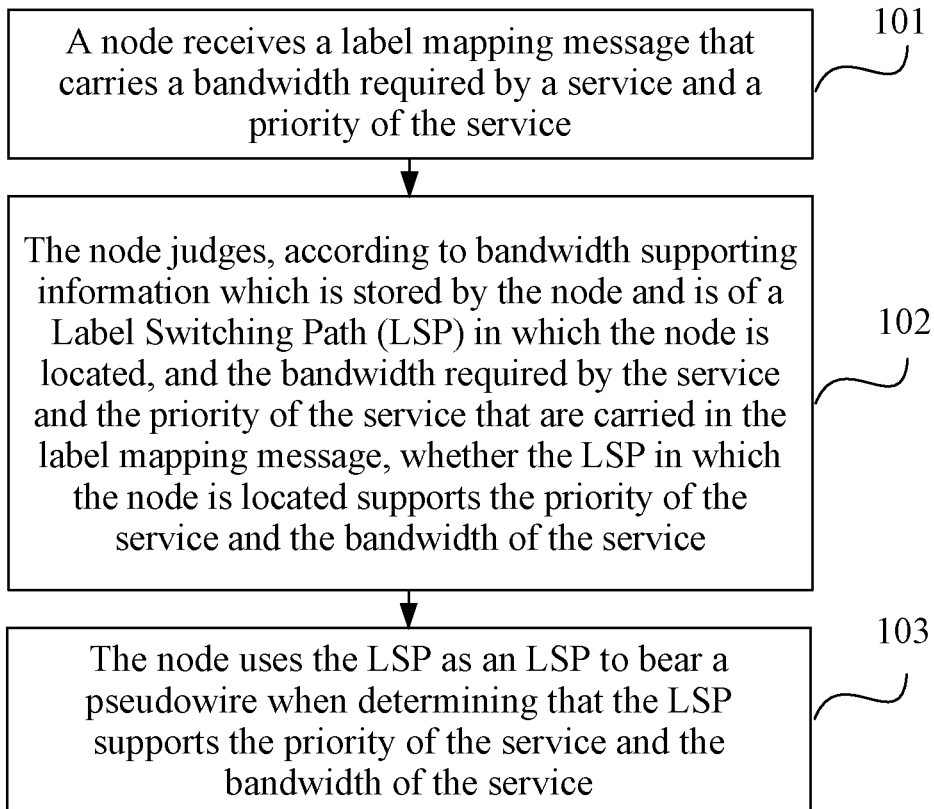 A node receives a label mapping message that
carries a bandwidth required by a service and a
priority of the service
101
The node judges, according to bandwidth supporting
information which is stored by the node and is of a
Label Switching Path (LSP) in which the node is
located, and the bandwidth required by the service
and the priority of the service that are carried in the
label mapping message, whether the LSP in which
the node is located supports the priority of the
service and the bandwidth of the service
102
The node uses the LSP as an LSP to bear a
pseudowire when determining that the LSP
supports the priority of the service and the
bandwidth of the service
103